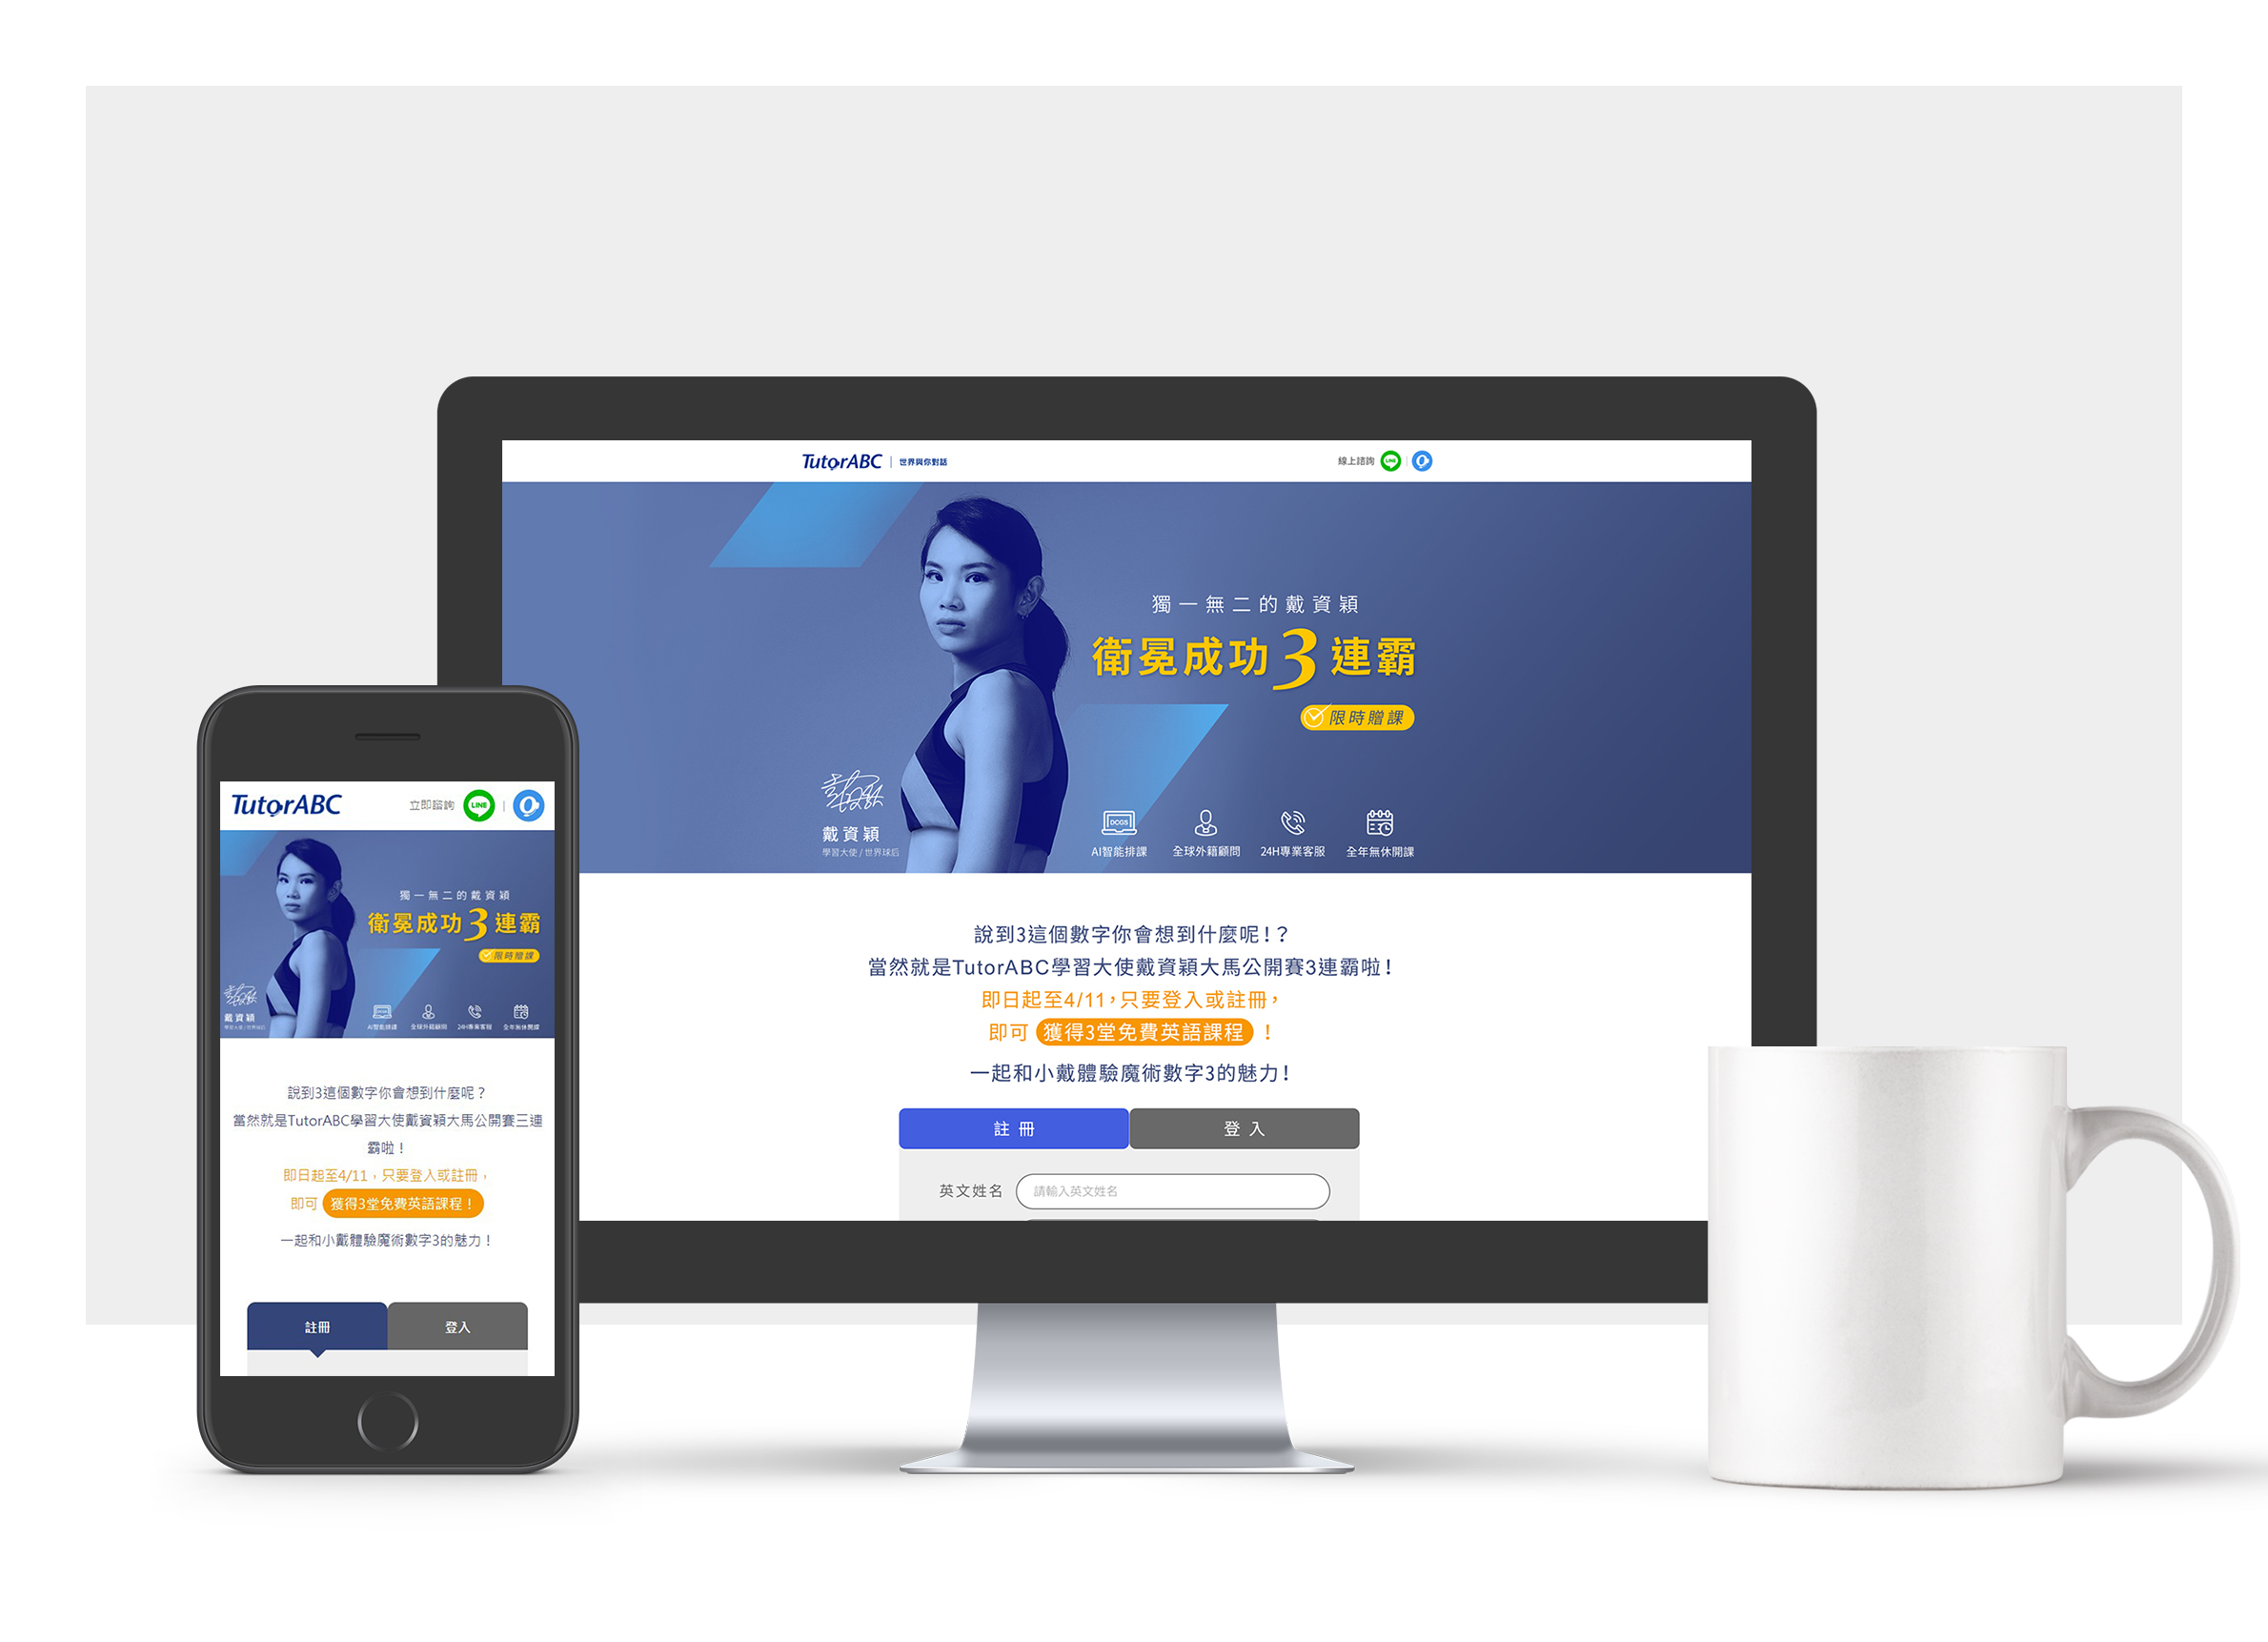 TutorABC | 世界與你對話
線上諮詢 LINE
獨一無二的戴資穎
衛冕成功3連霸
限時贈課
戴資穎
學習大使 / 世界球后
DCGS
AI智能排課 全球外籍顧問 24H專業客服 全年無休開課
說到3這個數字你會想到什麼呢!？
當然就是TutorABC學習大使戴資穎大馬公開賽3連霸啦！
即日起至4/11，只要登入或註冊，
即可 獲得3堂免費英語課程 ！
一起和小戴體驗魔術數字3的魅力！
註 冊 登 入
英文姓名 請輸入英文姓名
TutorABC 立即諮詢 LINE
獨一無二的戴資穎
衛冕成功3連霸
限時贈課
戴資穎
學習大使 / 世界球后
AI智能排課 全球外籍顧問 24H專業客服 全年無休開課
說到3這個數字你會想到什麼呢？
當然就是TutorABC學習大使戴資穎大馬公開賽三連
霸啦！
即日起至4/11，只要登入或註冊，
即可 獲得3堂免費英語課程！
一起和小戴體驗魔術數字3的魅力！
註冊 登入